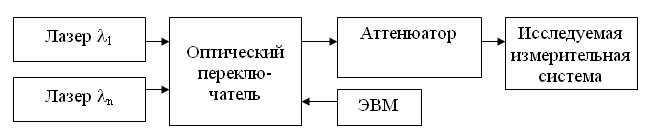 Лазер λ1
Лазер λn
Оптический
переклю-
чатель
Аттенюатор
ЭВМ
Исследуемая
измерительная
система